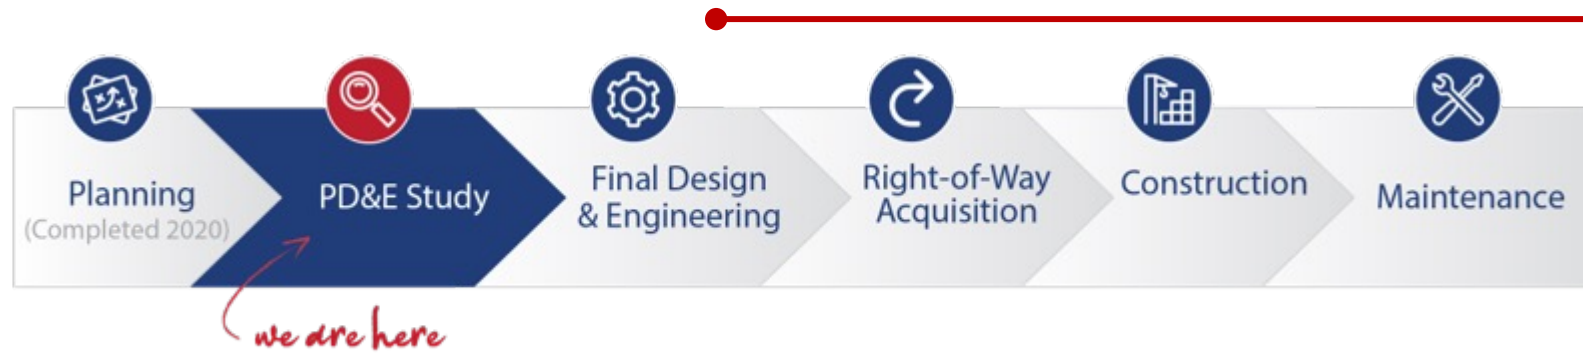 Planning
(Completed 2020)
PD&E Study
Final Design
& Engineering
Right-of-Way
Acquisition
Construction
Maintenance
we are here